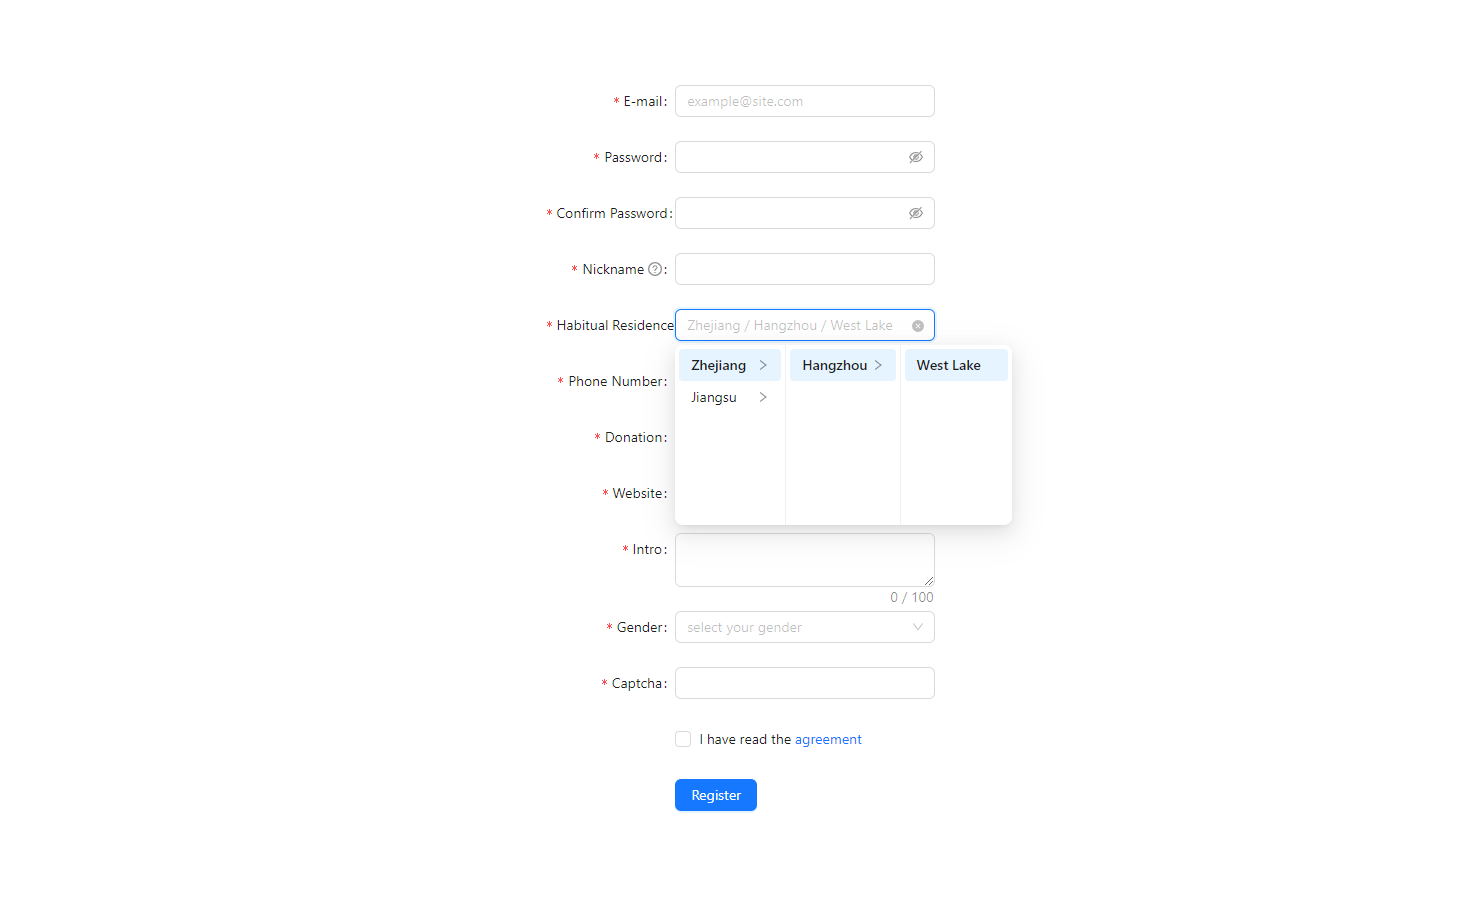 * E-mail: example@site.com
* Password:
* Confirm Password:
* Nickname ? :
* Habitual Residence Zhejiang / Hangzhou / West Lake
Zhejiang Hangzhou West Lake
* Phone Number:
Jiangsu
* Donation:
* Website:
* Intro:
0 / 100
* Gender: select your gender
* Captcha:
I have read the agreement
Register